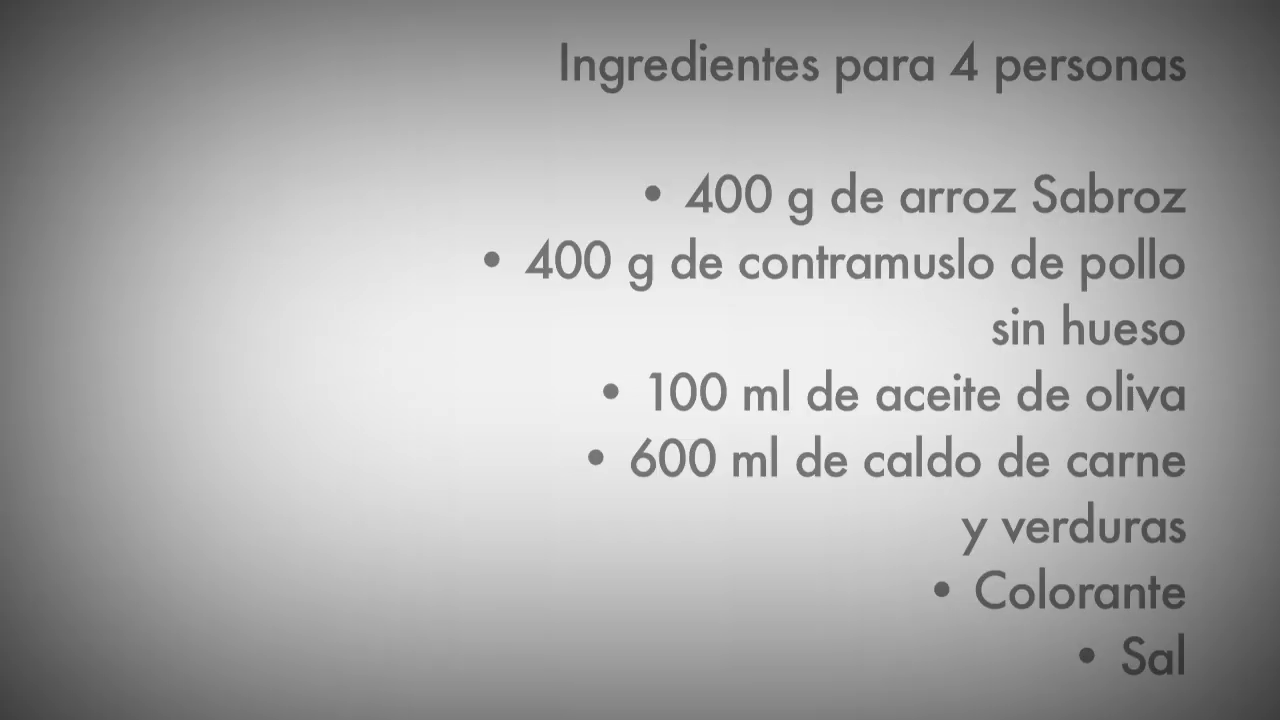 Ingredientes para 4 personas
• 400 g de arroz Sabroz
• 400 g de contramuslo de pollo
sin hueso
• 100 ml de aceite de oliva
• 600 ml de caldo de carne
y verduras
• Colorante
• Sal